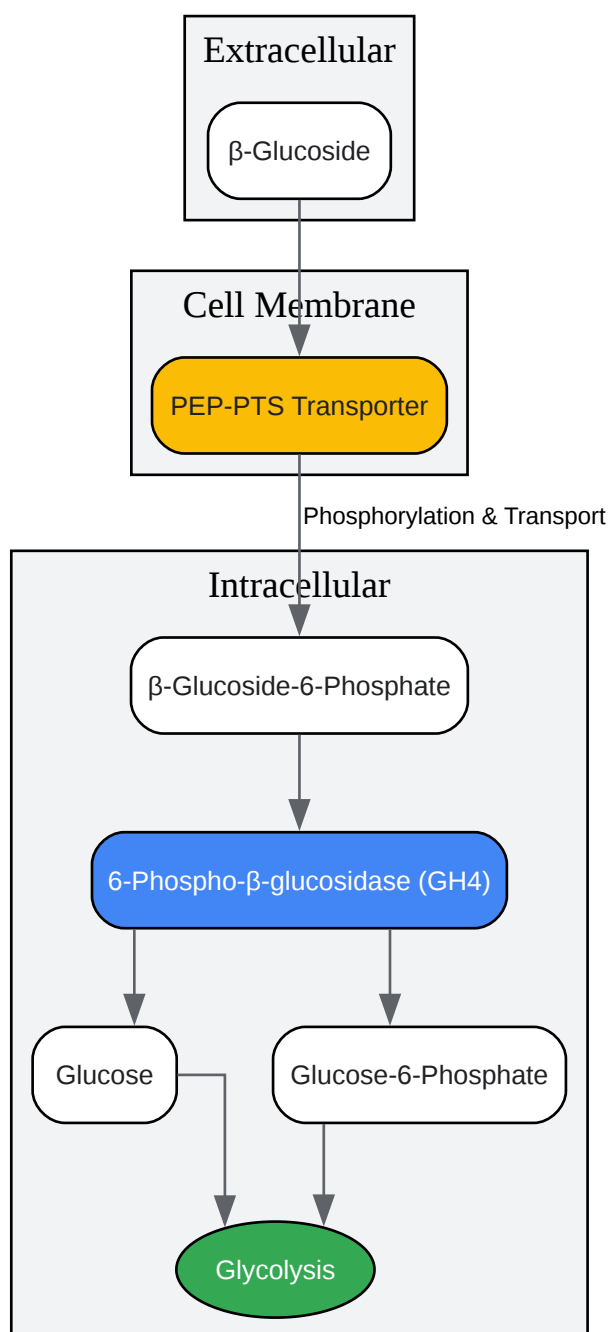 Extracellular
β-Glucoside
Cell Membrane
PEP-PTS Transporter
Phosphorylation & Transport
Intracellular
β-Glucoside-6-Phosphate
6-Phospho-β-glucosidase (GH4)
Glucose
Glucose-6-Phosphate
Glycolysis